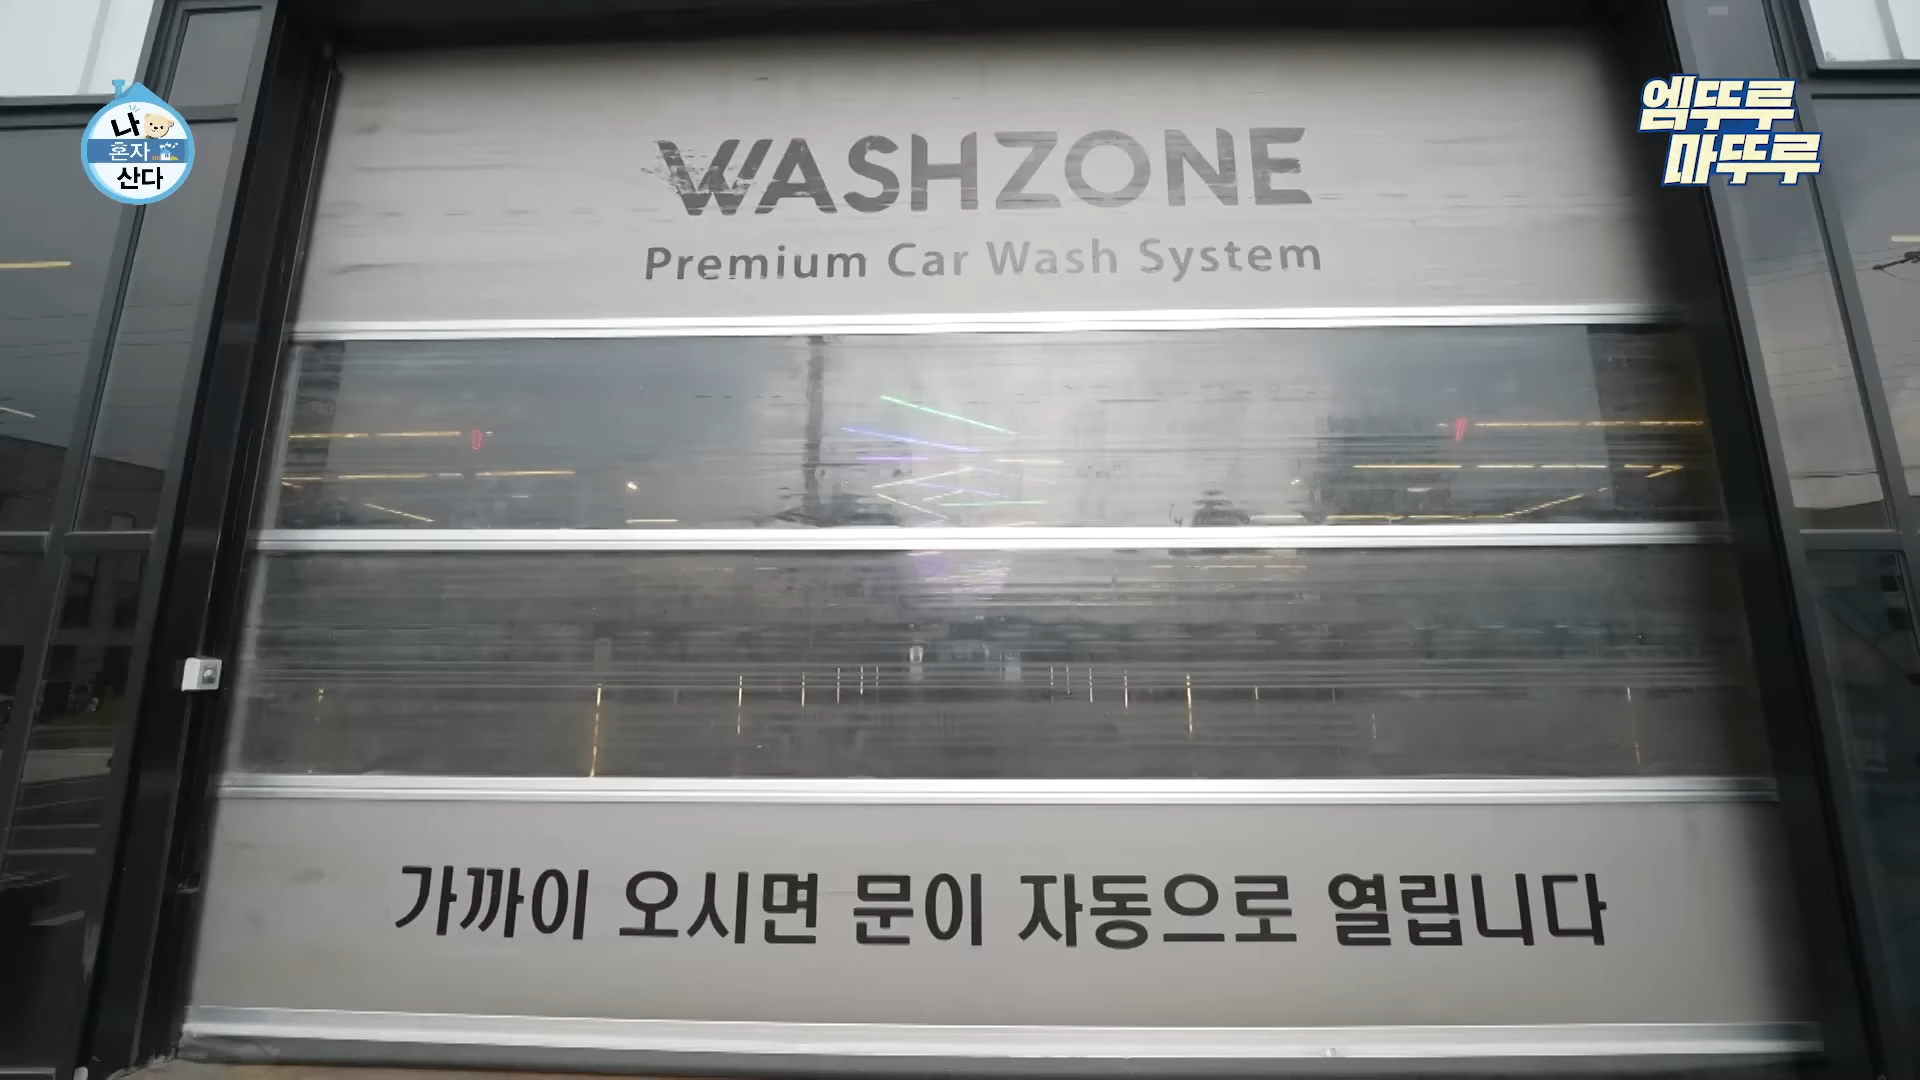 나
혼자
산다
엠뚜루
마뚜루
WASHZONE
Premium Car Wash System
가까이 오시면 문이 자동으로 열립니다